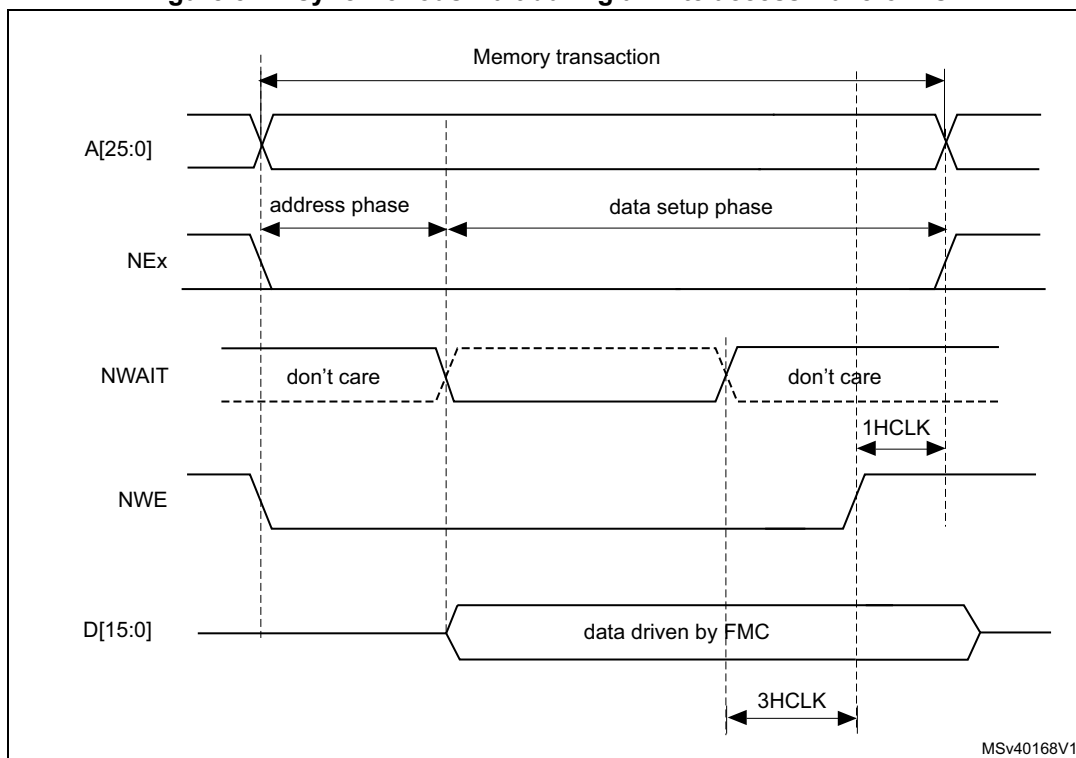 Memory transaction
A[25:0]
address phase
data setup phase
NEx
NWAIT
don't care
don't care
1HCLK
NWE
D[15:0]
data driven by FMC
3HCLK
MSv40168V1